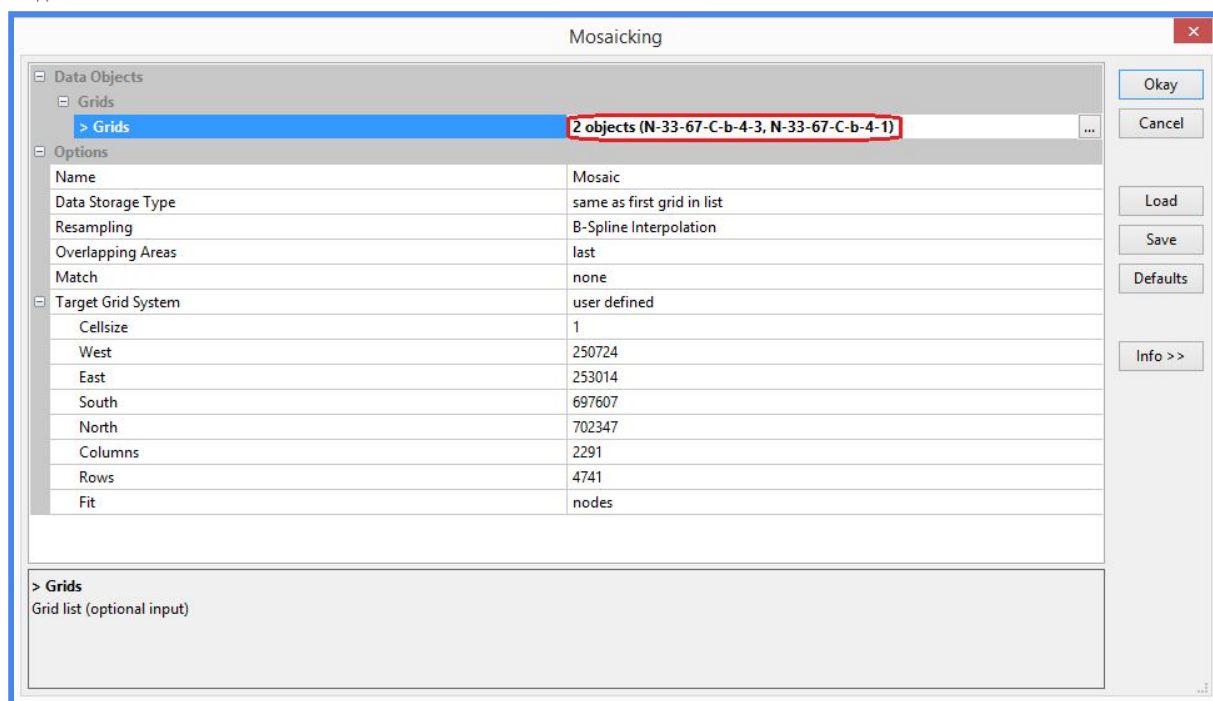 Mosaicking
Data Objects
Grids
> Grids 2 objects (N-33-67-C-b-4-3, N-33-67-C-b-4-1) ...
Options
Name Mosaic
Data Storage Type same as first grid in list
Resampling B-Spline Interpolation
Overlapping Areas last
Match none
Target Grid System user defined
Cellsize 1
West 250724
East 253014
South 697607
North 702347
Columns 2291
Rows 4741
Fit nodes
Okay
Cancel
Load
Save
Defaults
Info >>
> Grids
Grid list (optional input)